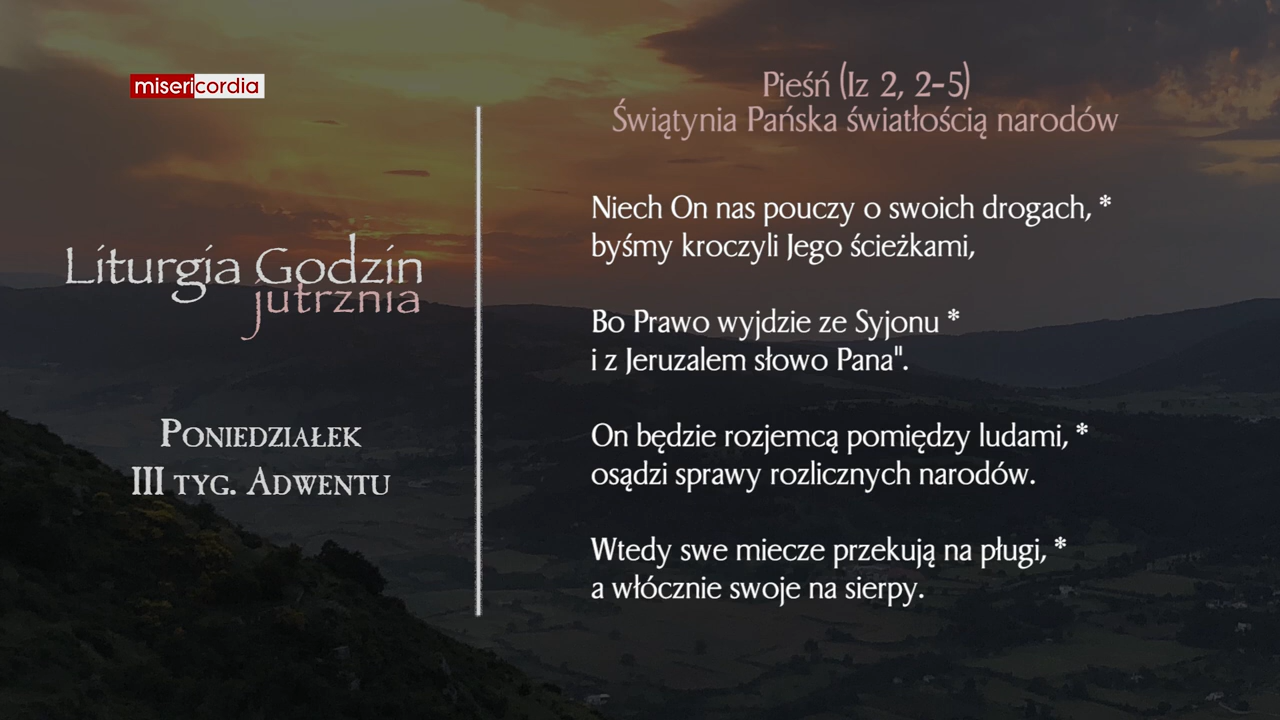 misericordia
Liturgia Godzin
jutrznia
Poniedziałek
III tyg. Adwentu
Pieśń (Iz 2, 2-5)
Świątynia Pańska światłością narodów
Niech On nas pouczy o swoich drogach, *
byśmy kroczyli Jego ścieżkami,
Bo Prawo wyjdzie ze Syjonu *
i z Jeruzalem słowo Pana".
On będzie rozjemcą pomiędzy ludami, *
osądzi sprawy rozlicznych narodów.
Wtedy swe miecze przekują na pługi, *
a włócznie swoje na sierpy.